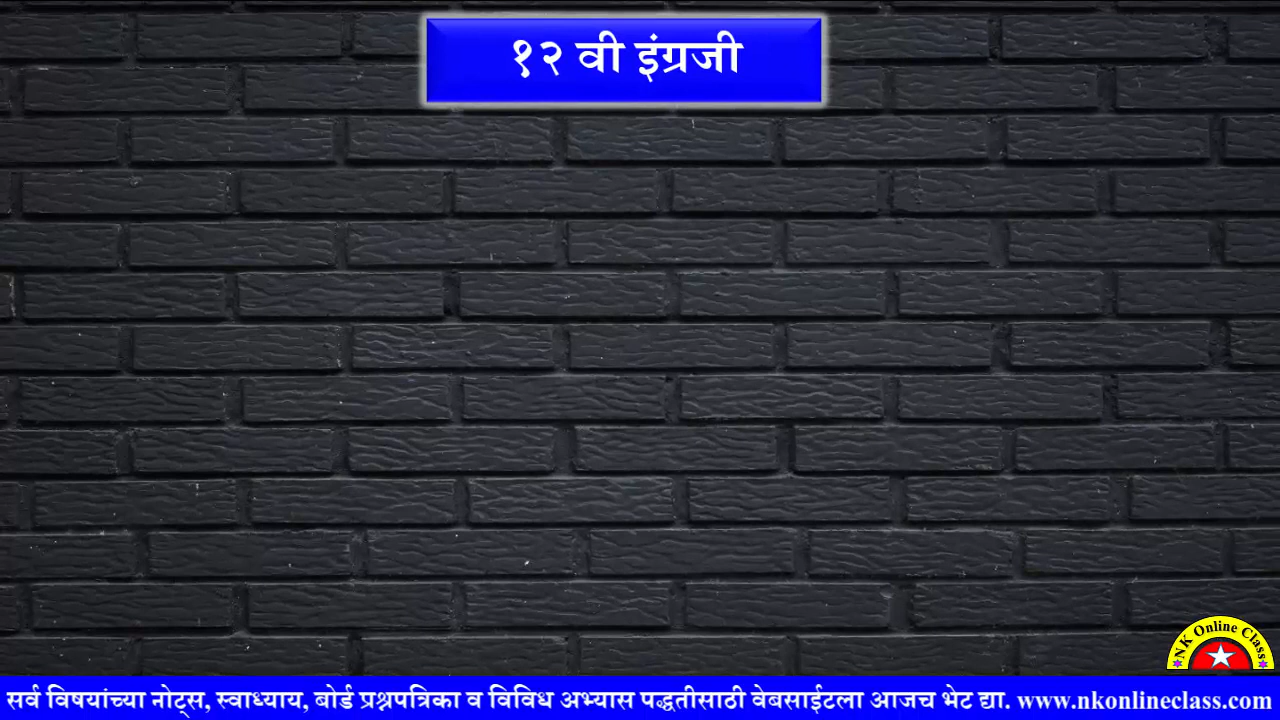 १२ वी इंग्रजी
NK Online Class
सर्व विषयांच्या नोट्स, स्वाध्याय, बोर्ड प्रश्नपत्रिका व विविध अभ्यास पद्धतीसाठी वेबसाईटला आजच भेट द्या. www.nkonlineclass.com